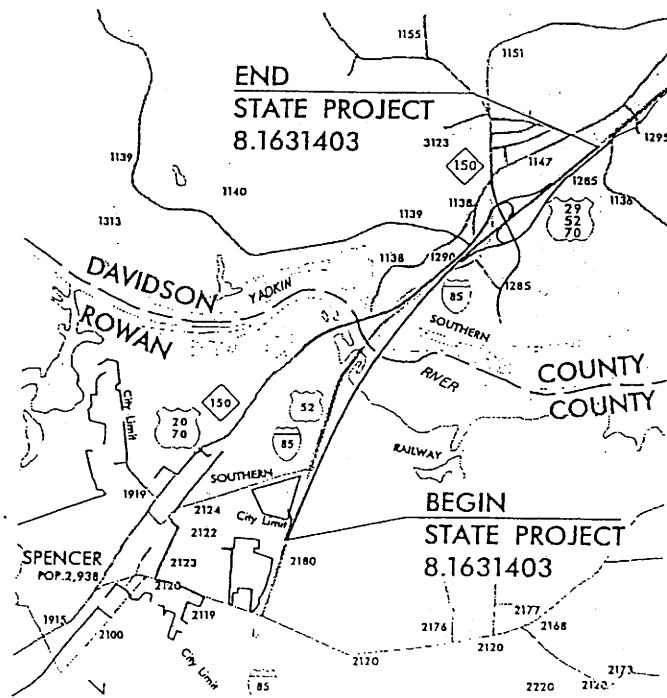 1155
1151
END
STATE PROJECT
8.1631403
3123
1295
1139
150
1147
1140
1285
1136
1138
29
52
70
1313
1139
1138
1290
DAVIDSON
YADKIN
85
1285
ROWAN
SOUTHERN
RIVER
COUNTY
COUNTY
150
52
20
70
City Limit
85
RAILWAY
SOUTHERN
1919
2124
City Limit
BEGIN
STATE PROJECT
8.1631403
2122
SPENCER
POP. 2,938
2123
2180
2120
2119
1915
2100
2177
2176
2168
2120
2120
City Limit
85
2173
2220
2120